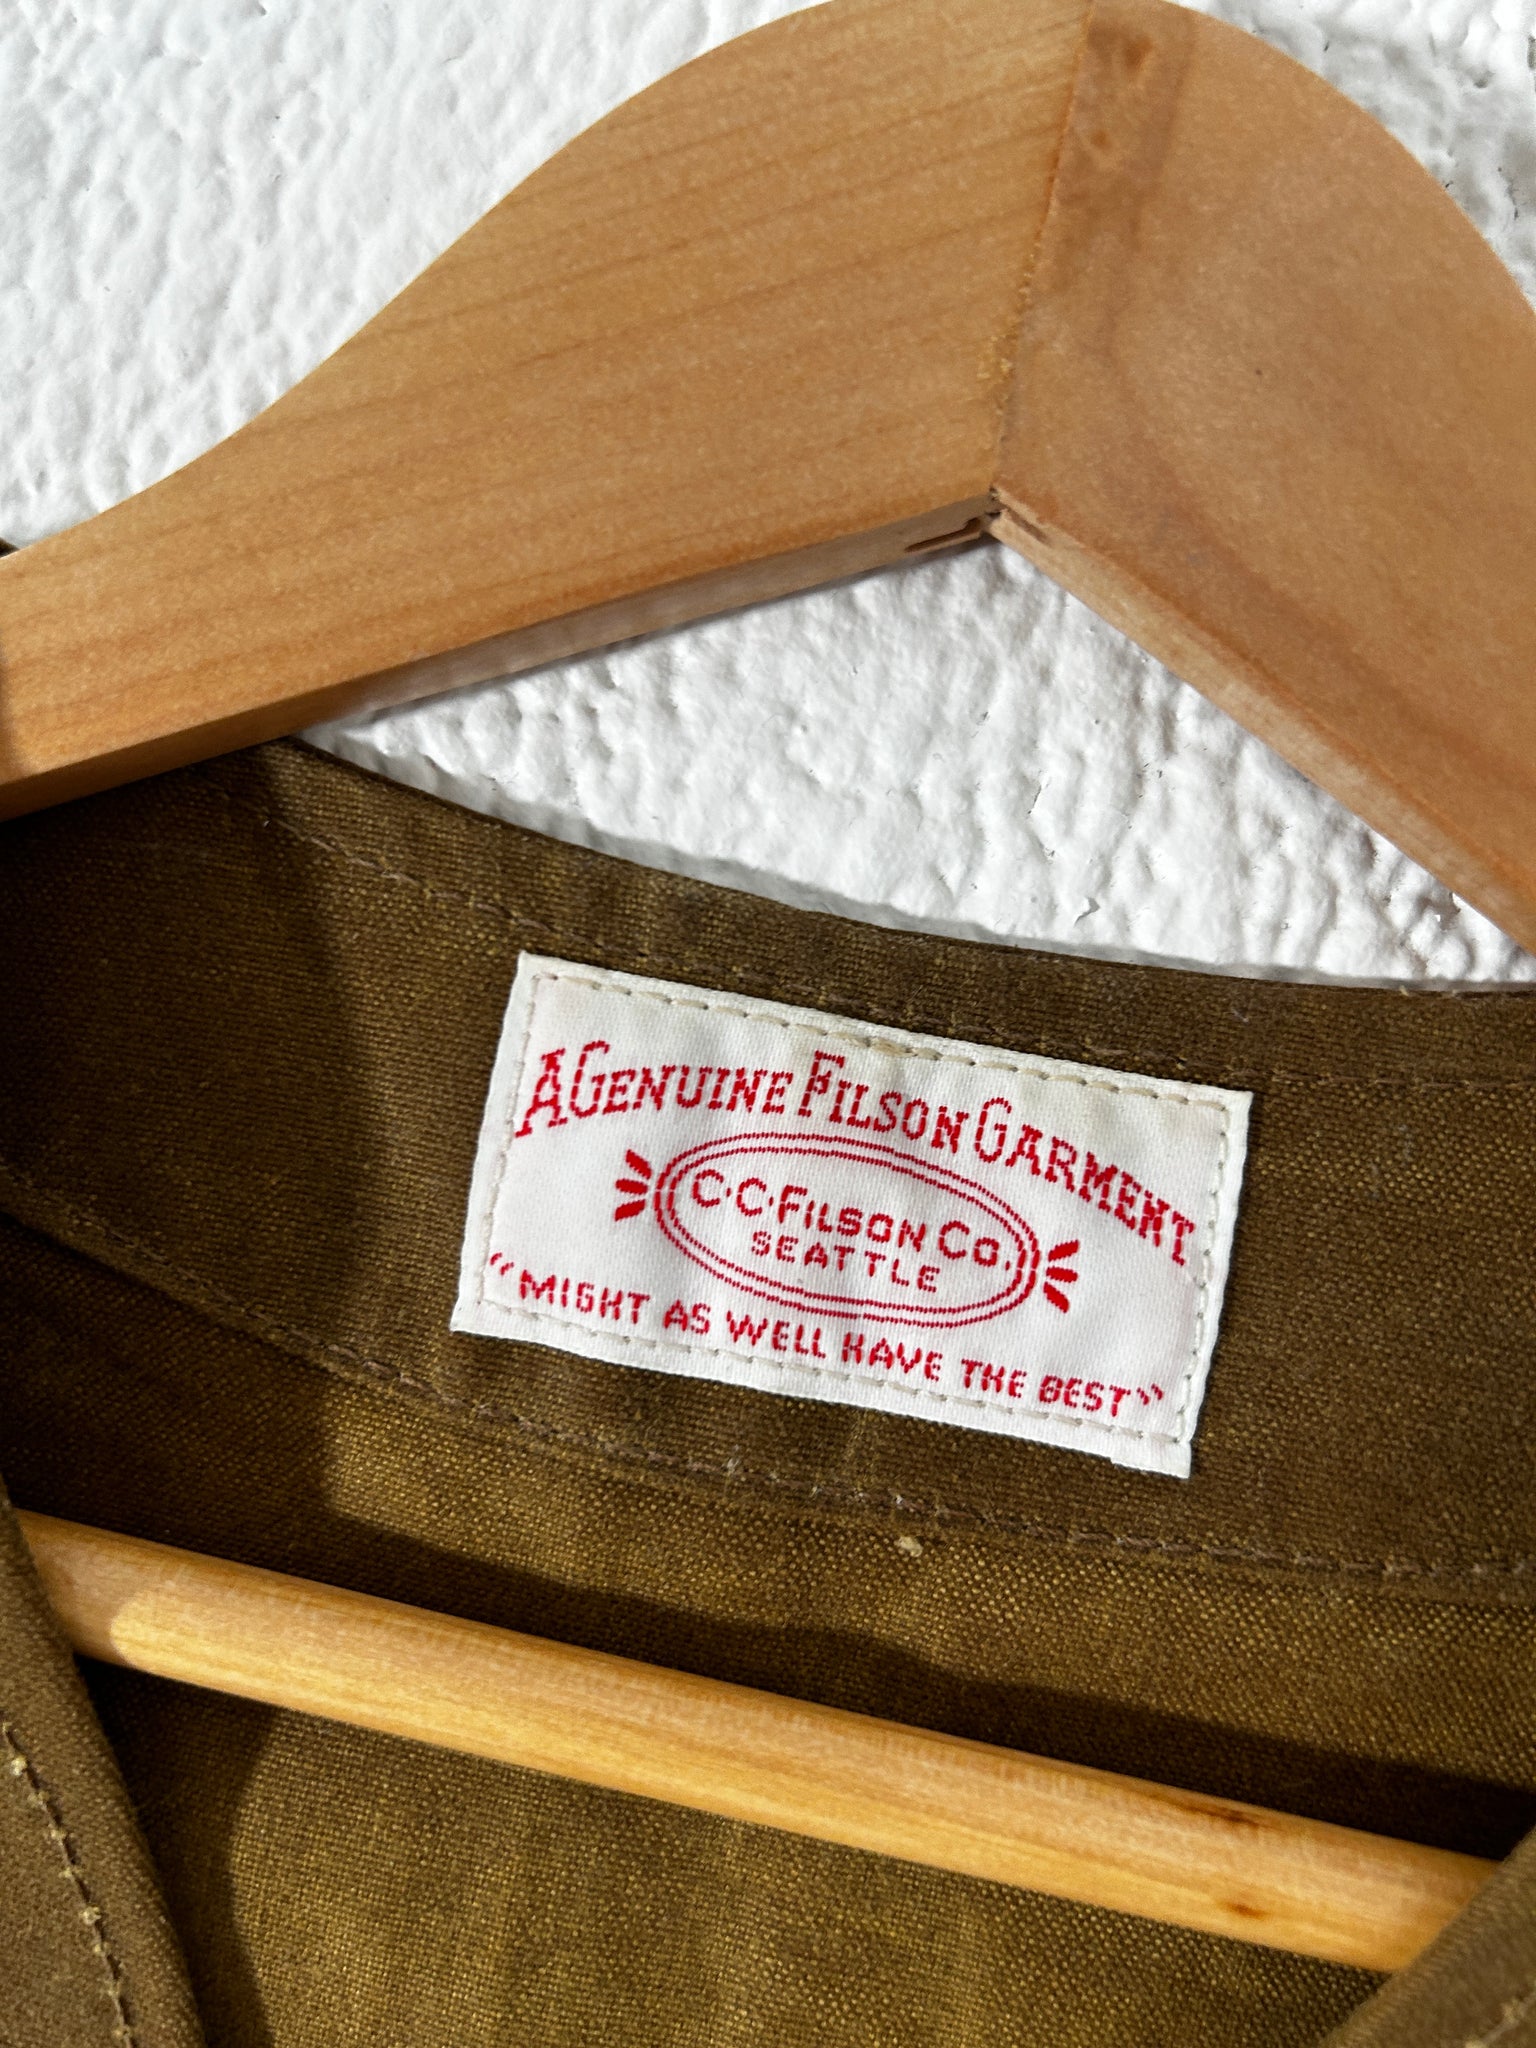 A GENUINE FILSON GARMENT
C.C. FILSON CO.
SEATTLE
"MIGHT AS WELL HAVE THE BEST"